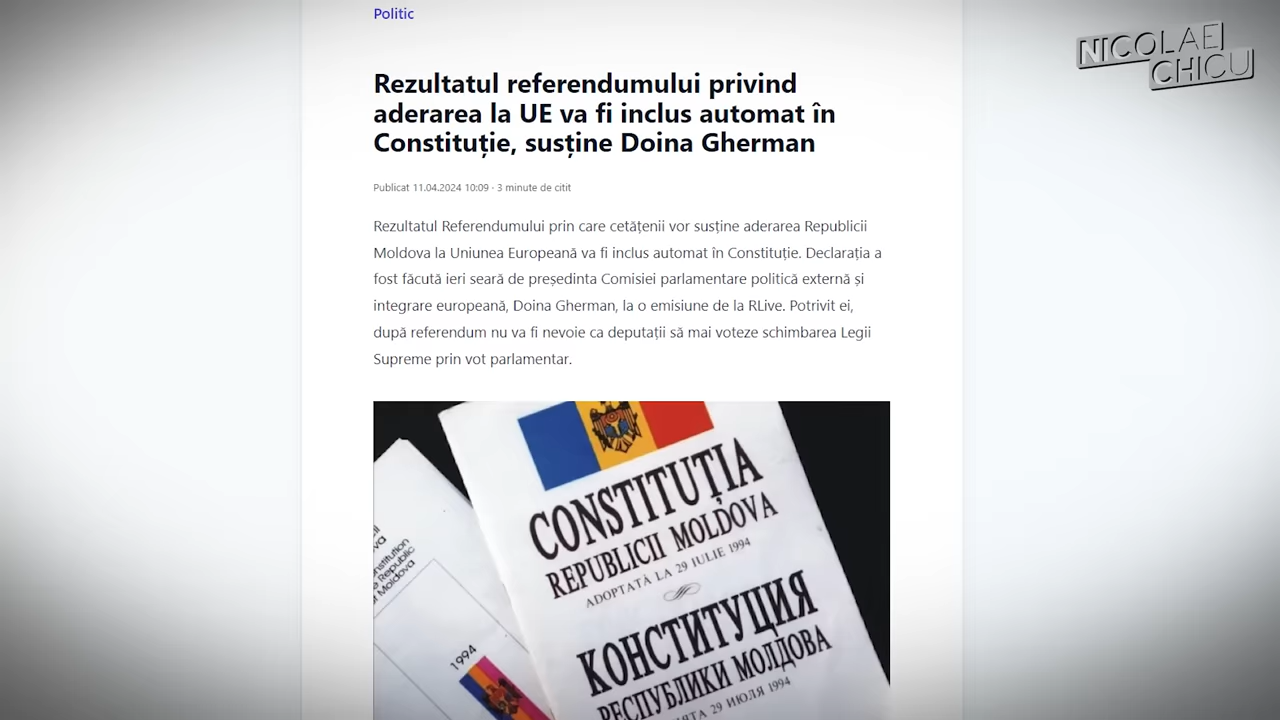 Politic
NICOLAE
CHICU
Rezultatul referendumului privind
aderarea la UE va fi inclus automat în
Constituție, susține Doina Gherman
Publicat 11.04.2024 10:09 - 3 minute de citit
Rezultatul Referendumului prin care cetățenii vor susține aderarea Republicii
Moldova la Uniunea Europeană va fi inclus automat în Constituție. Declarația a
fost făcută ieri seară de președinta Comisiei parlamentare politică externă și
integrare europeană, Doina Gherman, la o emisiune de la RLive. Potrivit ei,
după referendum nu va fi nevoie ca deputații să mai voteze schimbarea Legii
Supreme prin vot parlamentar.
CONSTITUȚIA
REPUBLICII MOLDOVA
ADOPTATĂ LA 29 IULIE 1994
КОНСТИТУЦИЯ
РЕСПУБЛИКИ МОЛДОВА
29 ИЮЛЯ 1994
Republic
Moldova
1994